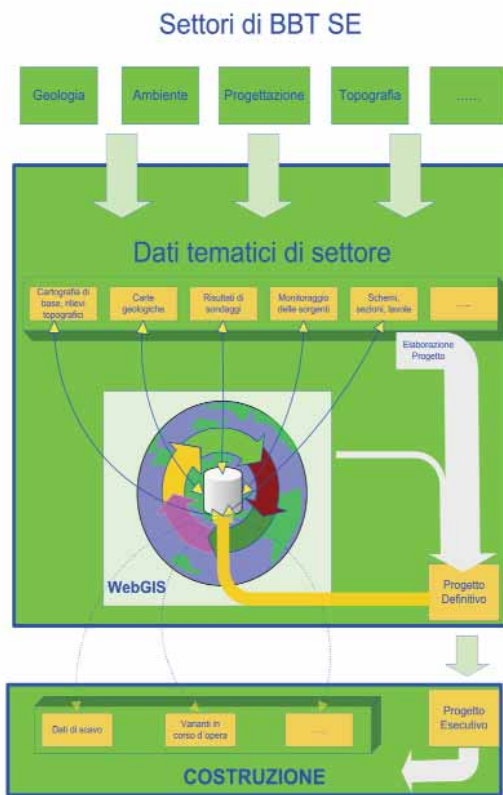 Settori di BBT SE
Geologia
Ambiente
Progettazione
Topografia
......
Dati tematici di settore
Cartografia di
base, rilievi
topografici
Carte
geologiche
Risultati di
sondaggi
Monitoraggio
delle sorgenti
Schemi,
sezioni, tavole
.....
Elaborazione
Progetto
WebGIS
Progetto
Definitivo
Dati di scavo
Varianti in
corso d´opera
.....
Progetto
Esecutivo
COSTRUZIONE